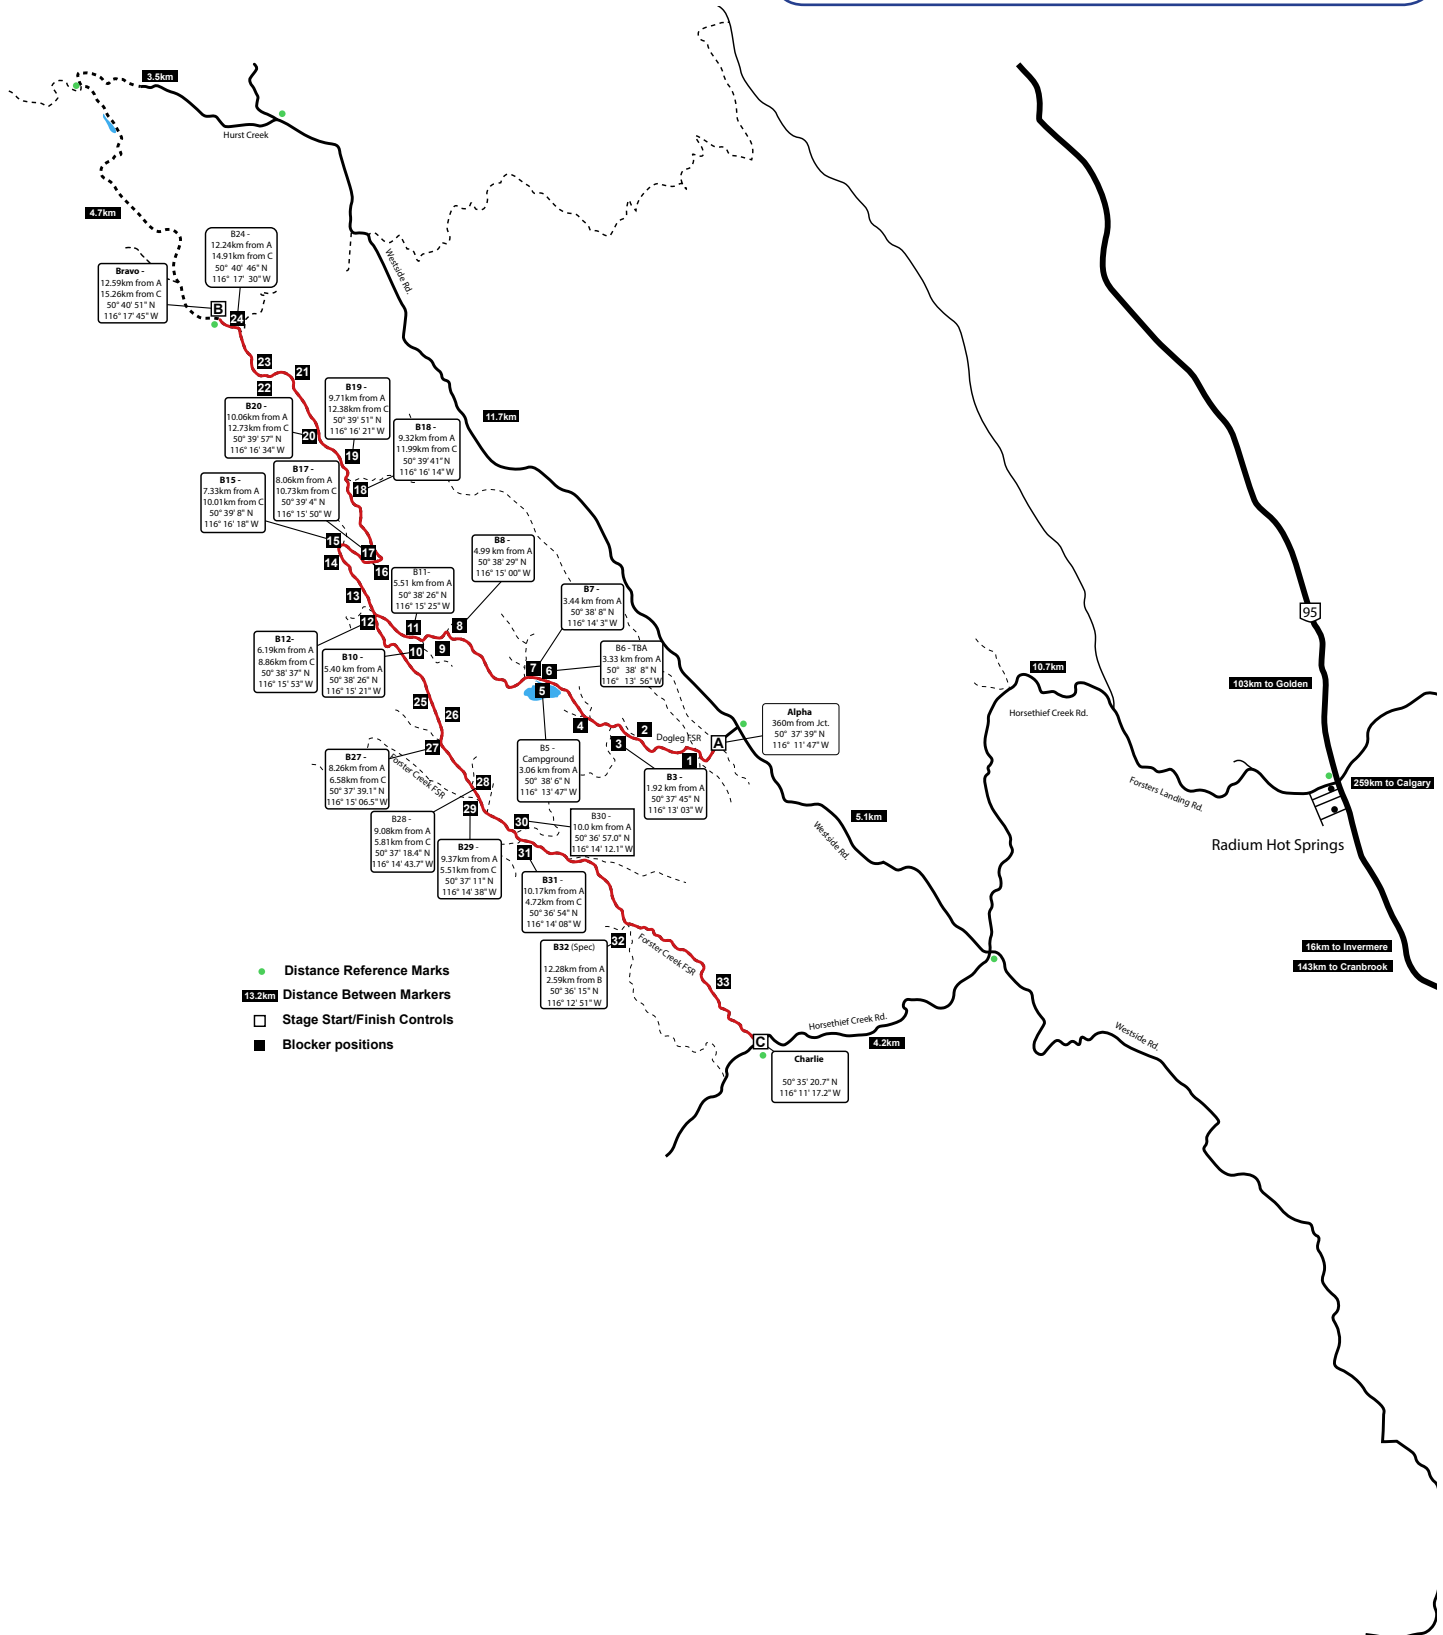 3.5km
Hurst Creek
4.7km
B24 -
12.24km from A
14.91km from C
50° 40' 46" N
116° 17' 30" W
Bravo -
12.59km from A
15.26km from C
50° 40' 51" N
116° 17' 45" W
B
24
Westside Rd.
23
21
22
B19 -
9.71km from A
12.38km from C
50° 39' 51" N
116° 16' 21" W
B20 -
10.06km from A
12.73km from C
50° 39' 57" N
116° 16' 34" W
20
19
B18 -
9.32km from A
11.99km from C
50° 39' 41" N
116° 16' 14" W
18
11.7km
B17 -
8.06km from A
10.73km from C
50° 39' 4" N
116° 15' 50" W
B15 -
7.33km from A
10.01km from C
50° 39' 8" N
116° 16' 18" W
15
14
17
16
13
12
B8 -
4.99 km from A
50° 38' 29" N
116° 15' 00" W
B11-
5.51 km from A
50° 38' 26" N
116° 15' 25" W
11
8
9
10
B7 -
3.44 km from A
50° 38' 8" N
116° 14' 3" W
B12-
6.19km from A
8.86km from C
50° 38' 37" N
116° 15' 53" W
B10 -
5.40 km from A
50° 38' 26" N
116° 15' 21" W
B6 - TBA
3.33 km from A
50° 38' 8" N
116° 13' 56" W
7
6
5
4
3
2
1
Dogleg FSR
A
Alpha
360m from Jct.
50° 37' 39" N
116° 11' 47" W
25
26
27
B5 -
Campground
3.06 km from A
50° 38' 6" N
116° 13' 47" W
B3 -
1.92 km from A
50° 37' 45" N
116° 13' 03" W
B27 -
8.26km from A
6.58km from C
50° 37' 39.1" N
116° 15' 06.5" W
Forster Creek FSR
28
29
30
31
B28 -
9.08km from A
5.81km from C
50° 37' 18.4" N
116° 14' 43.7" W
B30 -
10.0 km from A
50° 36' 57.0" N
116° 14' 12.1" W
B29 -
9.37km from A
5.51km from C
50° 37' 11" N
116° 14' 38" W
B31 -
10.17km from A
4.72km from C
50° 36' 54" N
116° 14' 08" W
B32 (Spec)
12.28km from A
2.59km from B
50° 36' 15" N
116° 12' 51" W
32
Forster Creek FSR
33
C
Charlie
50° 35' 20.7" N
116° 11' 17.2" W
Horsethief Creek Rd.
4.2km
5.1km
Westside Rd.
Westside Rd.
10.7km
Horsethief Creek Rd.
Forsters Landing Rd.
95
103km to Golden
259km to Calgary
Radium Hot Springs
16km to Invermere
143km to Cranbrook
Distance Reference Marks
13.2km Distance Between Markers
Stage Start/Finish Controls
Blocker positions